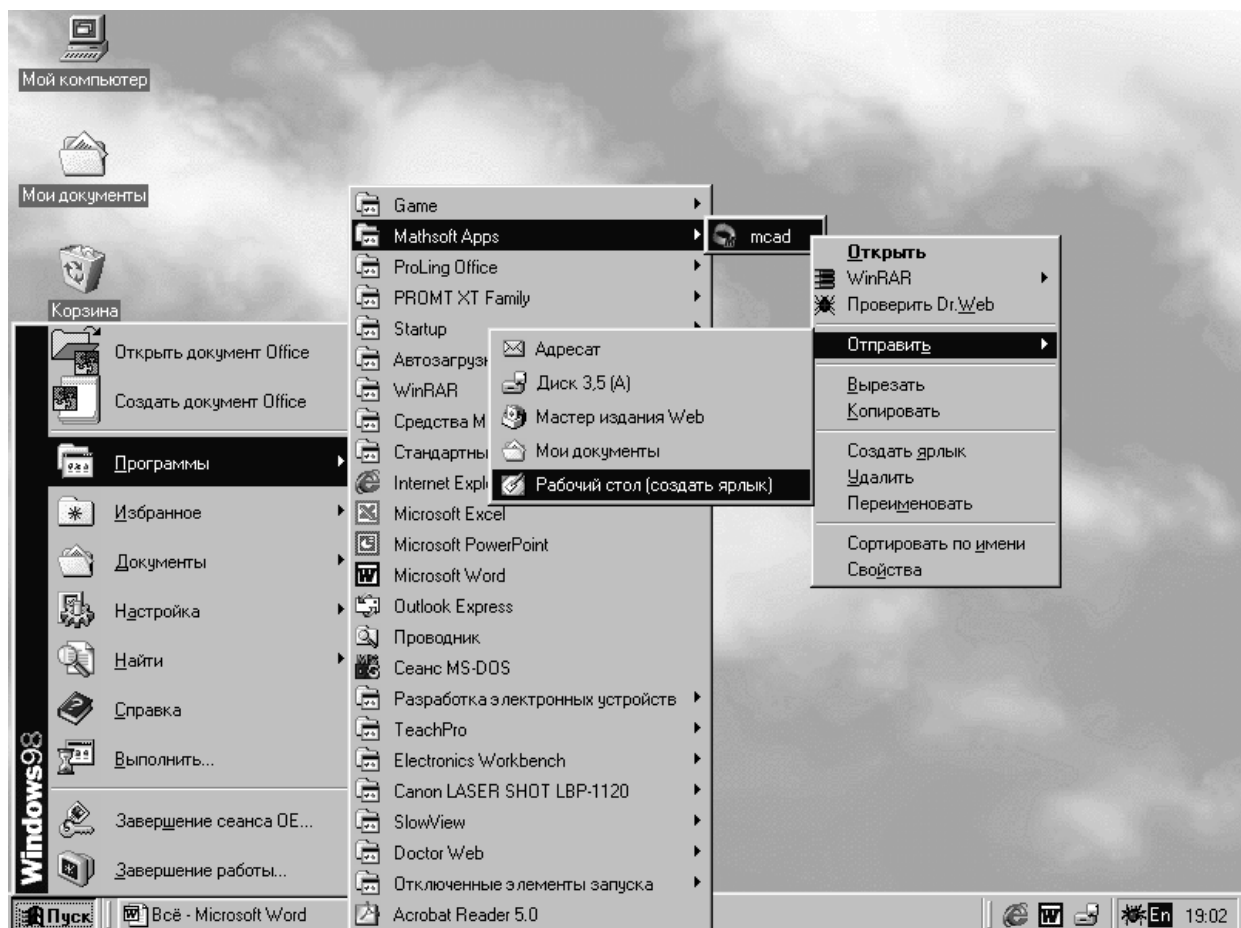 Мой компьютер
Мои документы
Корзина
Открыть документ Office
Создать документ Office
Программы
Избранное
Документы
Настройка
Найти
Справка
Выполнить...
Завершение сеанса OE...
Завершение работы...
Windows98
Game
Mathsoft Apps
ProLing Office
PROMT XT Family
Startup
Автозагрузк
WinRAR
Средства M
Стандартны
Internet Expl
Microsoft Excel
Microsoft PowerPoint
Microsoft Word
Outlook Express
Проводник
Сеанс MS-DOS
Разработка электронных устройств
TeachPro
Electronics Workbench
Canon LASER SHOT LBP-1120
SlowView
Doctor Web
Отключенные элементы запуска
Acrobat Reader 5.0
mcad
Открыть
WinRAR
Проверить Dr.Web
Отправить
Вырезать
Копировать
Создать ярлык
Удалить
Переименовать
Сортировать по имени
Свойства
Адресат
Диск 3,5 (A)
Мастер издания Web
Мои документы
Рабочий стол (создать ярлык)
Пуск
Всё - Microsoft Word
En
19:02